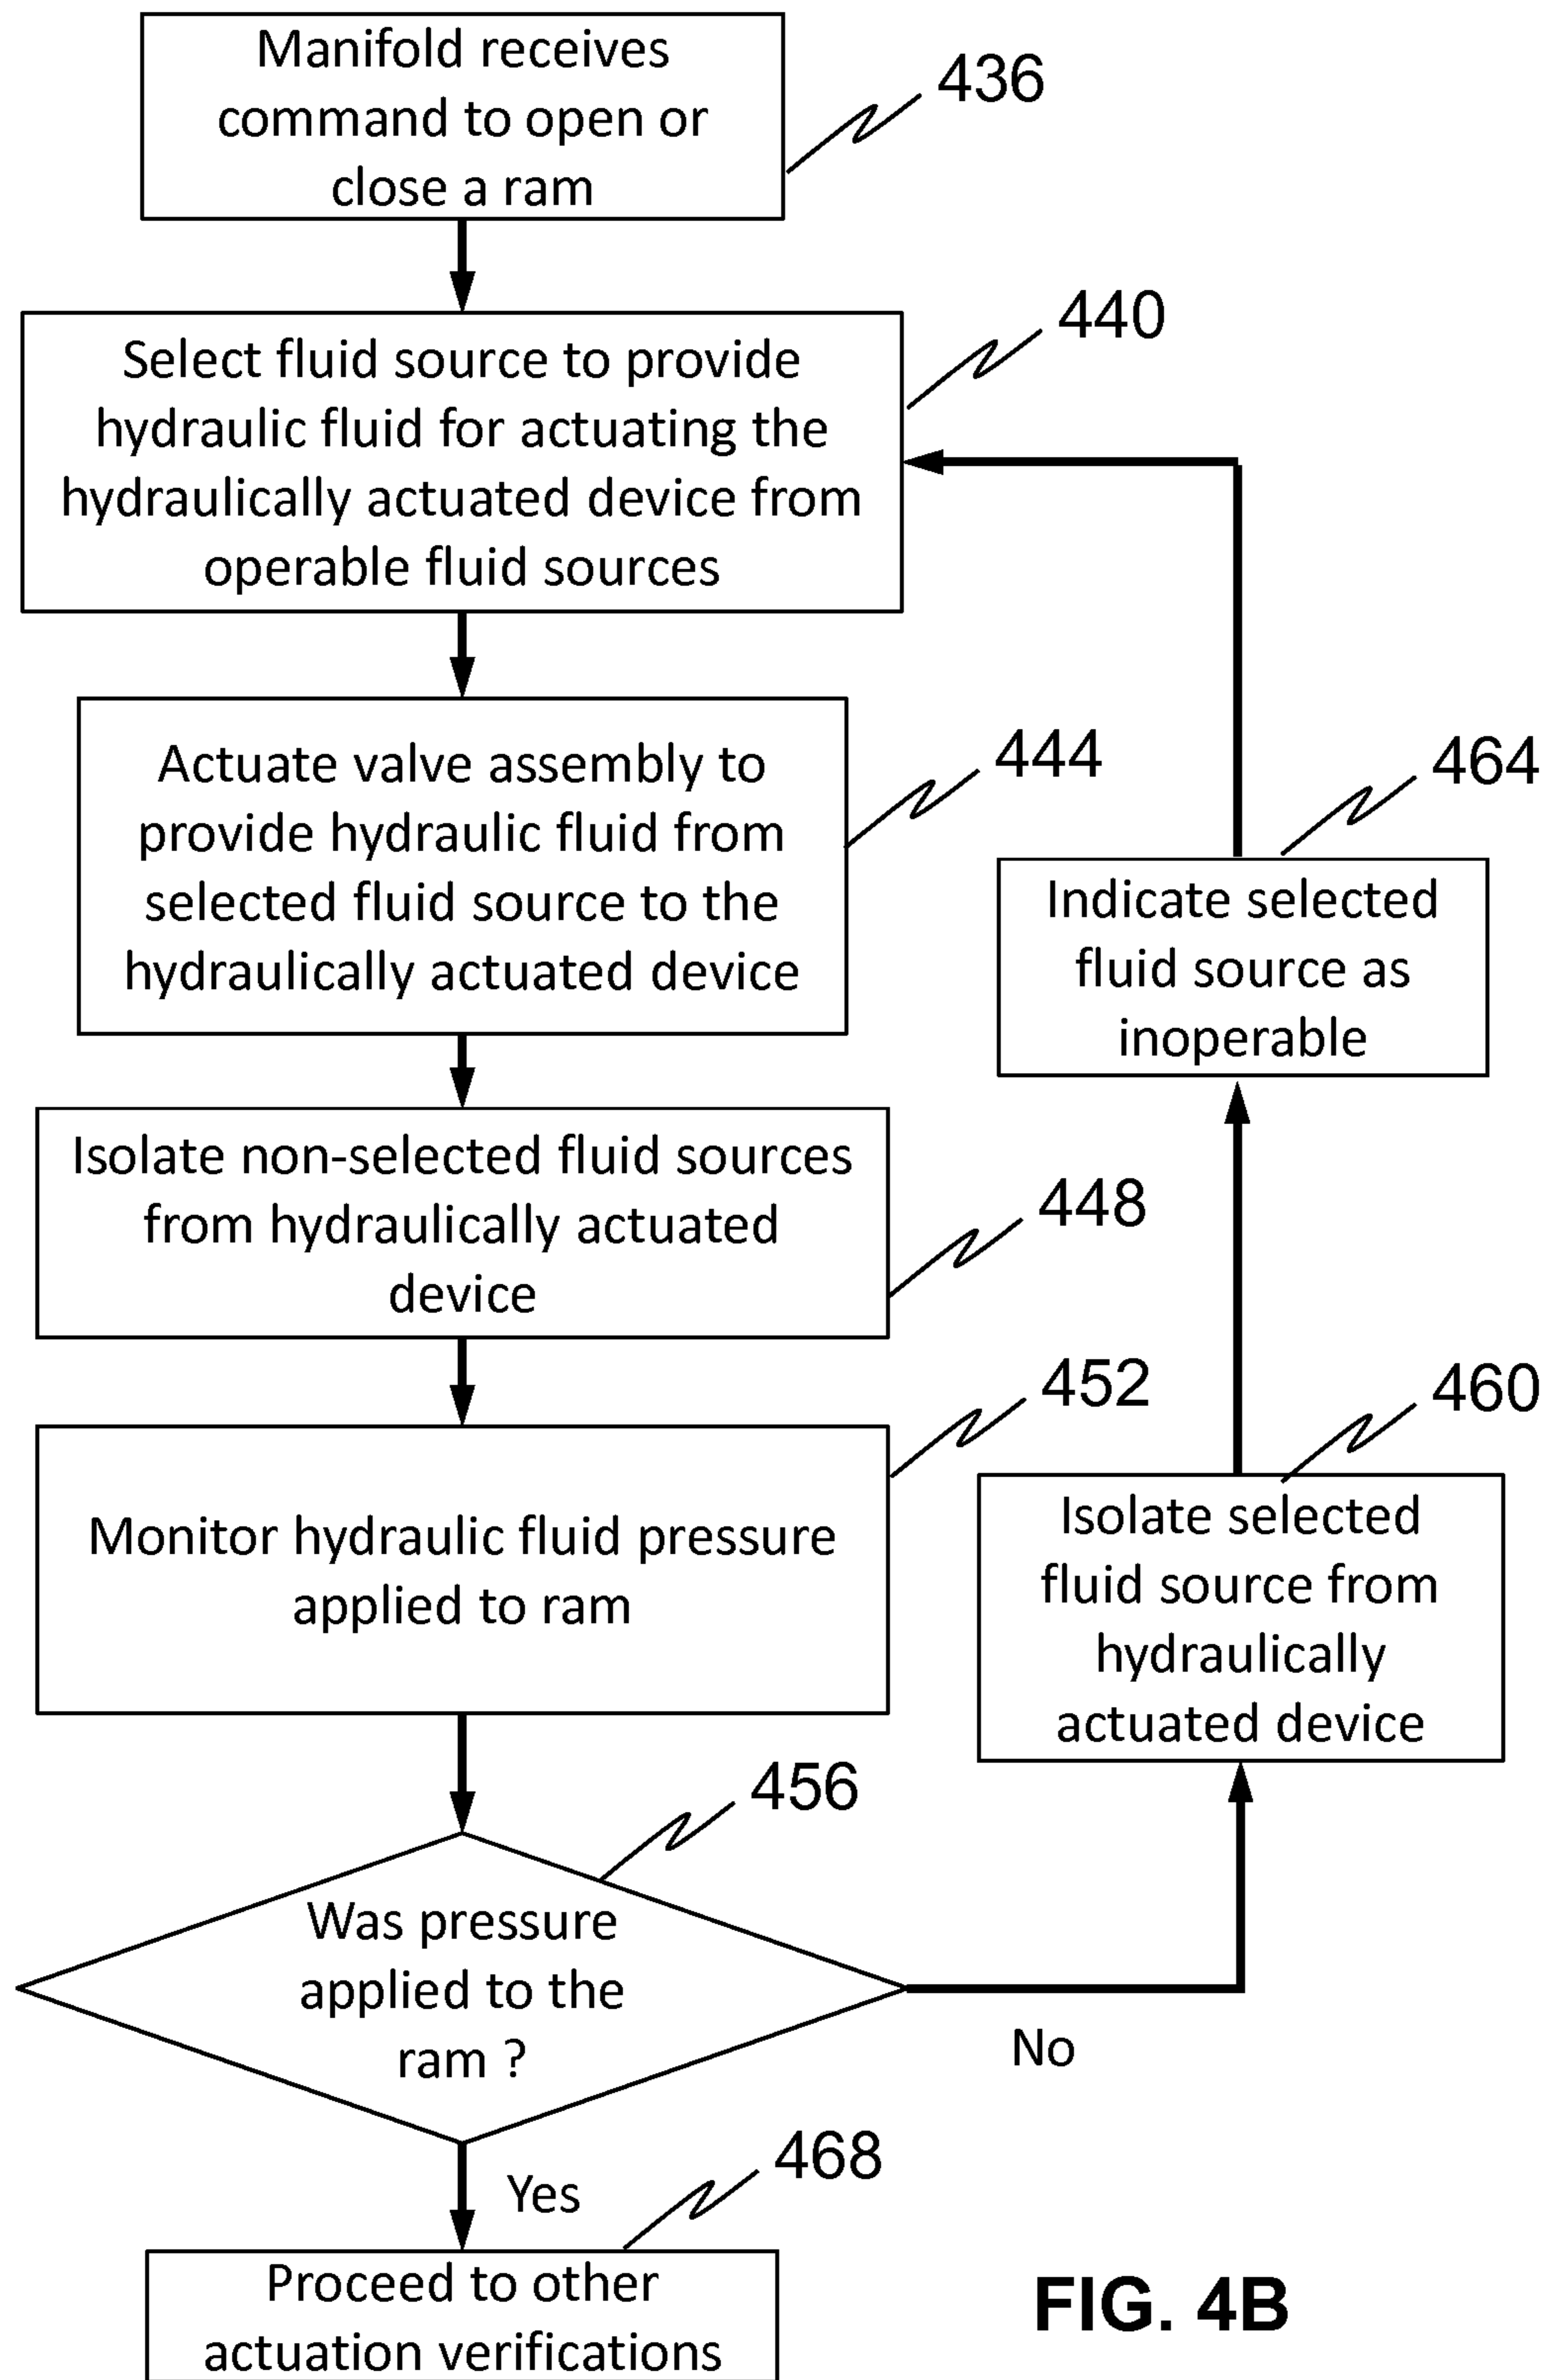 Manifold receives
command to open or
close a ram
436
Select fluid source to provide
hydraulic fluid for actuating the
hydraulically actuated device from
operable fluid sources
440
Actuate valve assembly to
provide hydraulic fluid from
selected fluid source to the
hydraulically actuated device
444
Isolate non-selected fluid sources
from hydraulically actuated
device
448
Monitor hydraulic fluid pressure
applied to ram
452
Was pressure
applied to the
ram ?
456
No
Isolate selected
fluid source from
hydraulically
actuated device
460
Indicate selected
fluid source as
inoperable
464
Yes
Proceed to other
actuation verifications
468
FIG. 4B